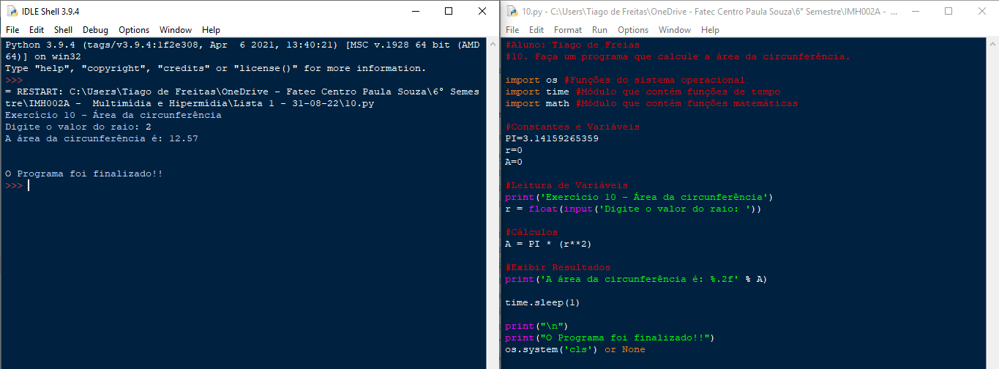 IDLE Shell 3.9.4
File Edit Shell Debug Options Window Help
Python 3.9.4 (tags/v3.9.4:1f2e308, Apr  6 2021, 13:40:21) [MSC v.1928 64 bit (AMD
64)] on win32
Type "help", "copyright", "credits" or "license()" for more information.
>>>
= RESTART: C:\Users\Tiago de Freitas\OneDrive - Fatec Centro Paula Souza\6° Semes
tre\IMH002A -  Multimídia e Hipermídia\Lista 1 - 31-08-22\10.py
Exercício 10 - Área da circunferência
Digite o valor do raio: 2
A área da circunferência é: 12.57
O Programa foi finalizado!!
>>>
10.py - C:\Users\Tiago de Freitas\OneDrive - Fatec Centro Paula Souza\6° Semestre\IMH002A - ...
File Edit Format Run Options Window Help
#Aluno: Tiago de Freias
#10. Faça um programa que calcule a área da circunferência.
import os #Funções do sistema operacional
import time #Módulo que contém funções de tempo
import math #Módulo que contém funções matemáticas
#Constantes e Variáveis
PI=3.14159265359
r=0
A=0
#Leitura de Variáveis
print('Exercício 10 - Área da circunferência')
r = float(input('Digite o valor do raio: '))
#Cálculos
A = PI * (r**2)
#Exibir Resultados
print('A área da circunferência é: %.2f' % A)
time.sleep(1)
print("\n")
print("O Programa foi finalizado!!")
os.system('cls') or None